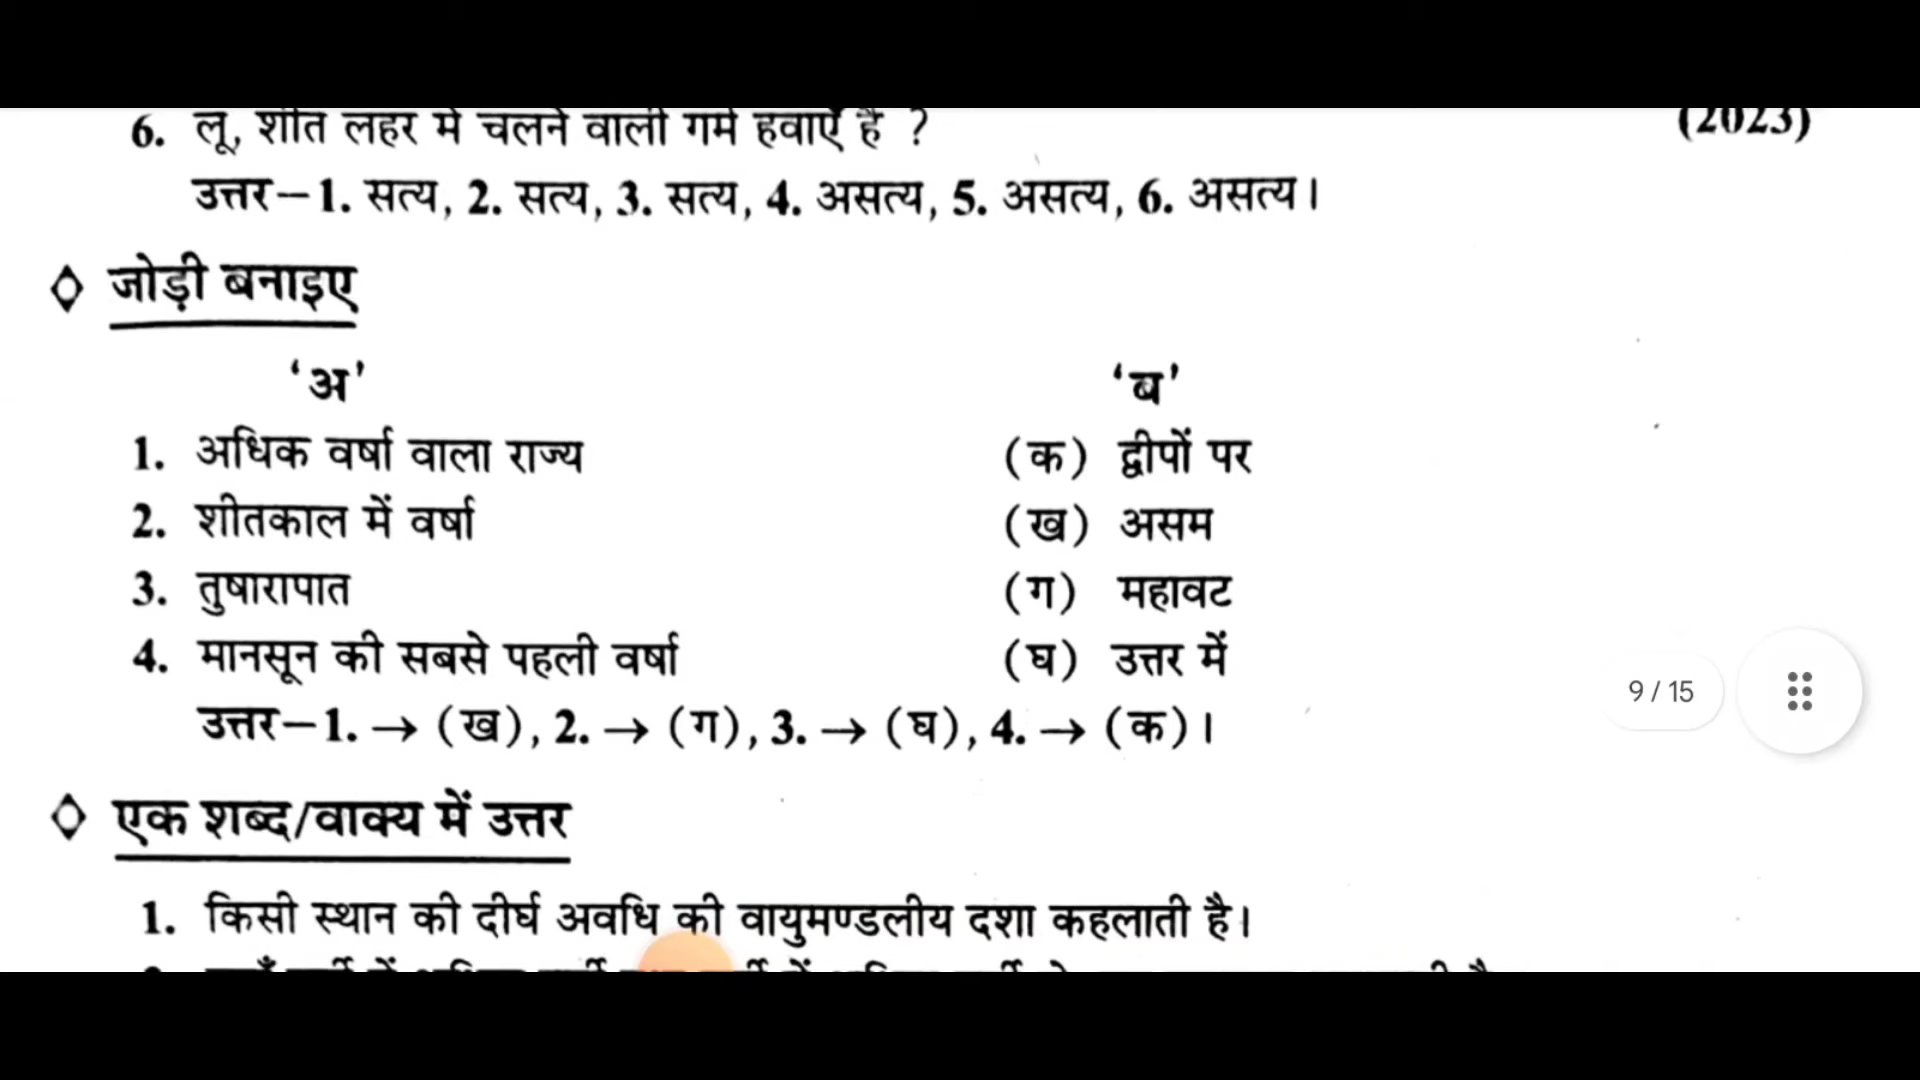 6. लू, शीत लहर में चलने वाली गर्म हवाएँ है ? (2023)
उत्तर–1. सत्य, 2. सत्य, 3. सत्य, 4. असत्य, 5. असत्य, 6. असत्य।
◇ जोड़ी बनाइए
‘अ’ ‘ब’
1. अधिक वर्षा वाला राज्य (क) द्वीपों पर
2. शीतकाल में वर्षा (ख) असम
3. तुषारापात (ग) महावट
4. मानसून की सबसे पहली वर्षा (घ) उत्तर में
9 / 15
उत्तर–1. → (ख), 2. → (ग), 3. → (घ), 4. → (क)।
◇ एक शब्द/वाक्य में उत्तर
1. किसी स्थान की दीर्घ अवधि की वायुमण्डलीय दशा कहलाती है।